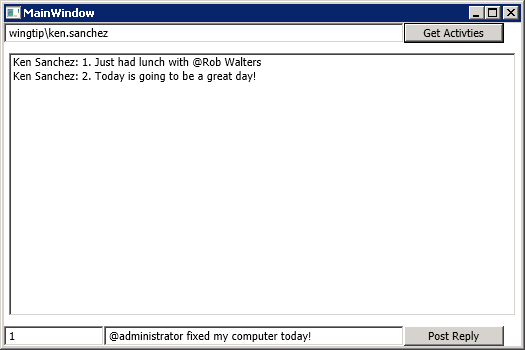 MainWindow
wingtip\ken.sanchez
Get Activties
Ken Sanchez: 1. Just had lunch with @Rob Walters
Ken Sanchez: 2. Today is going to be a great day!
1
@administrator fixed my computer today!
Post Reply